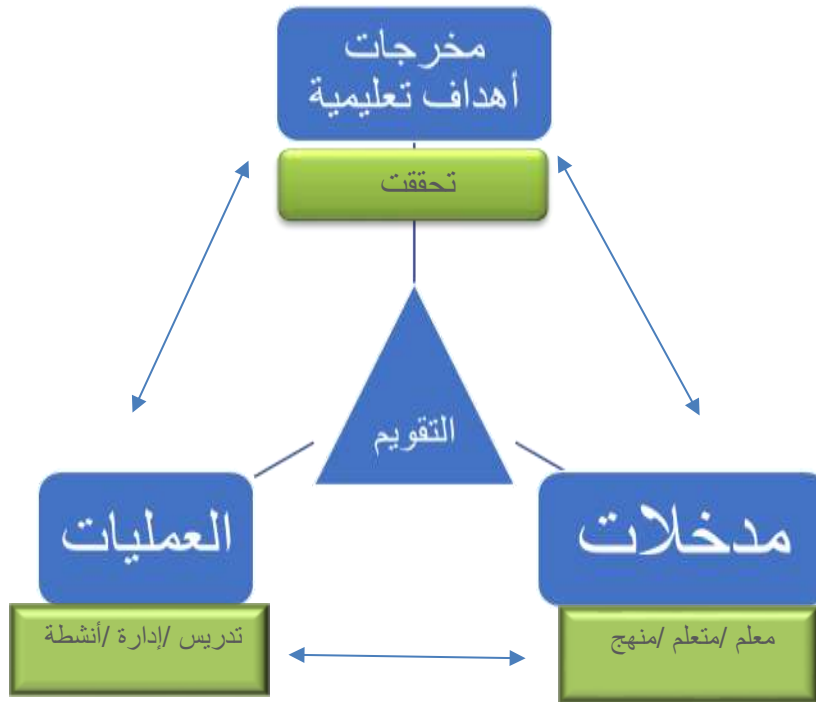 مخرجات
أهداف تعليمية
تحققت
التقويم
مدخلات
العمليات
معلم /متعلم /منهج
تدريس /إدارة /أنشطة